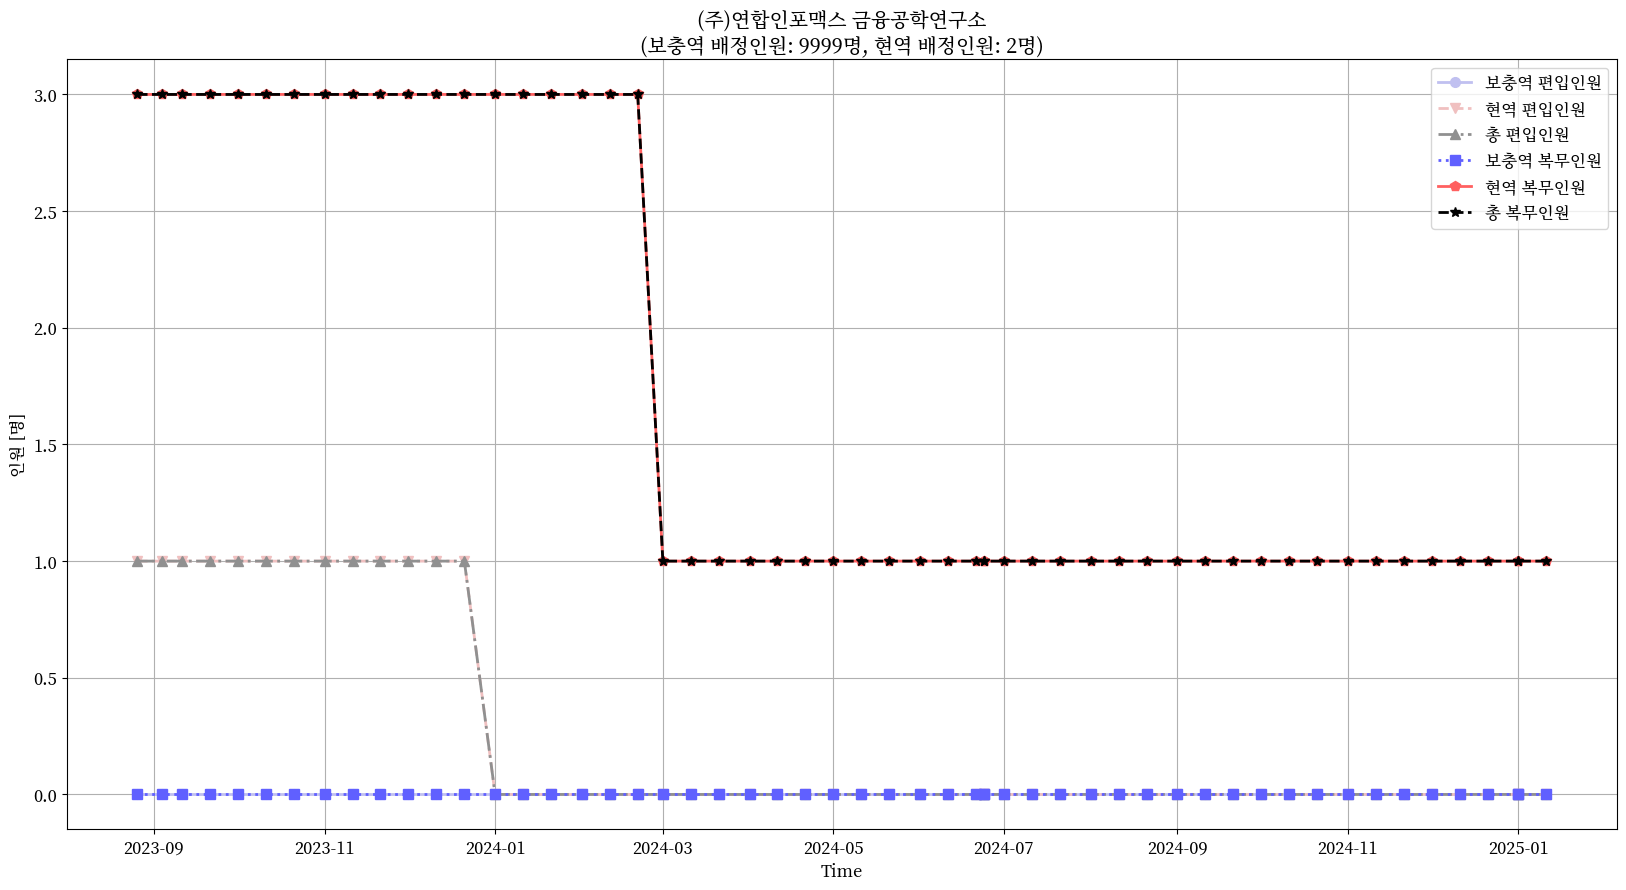 (주)연합인포맥스 금융공학연구소
(보충역 배정인원: 9999명, 현역 배정인원: 2명)
보충역 편입인원
현역 편입인원
총 편입인원
보충역 복무인원
현역 복무인원
총 복무인원
인원 [명]
3.0
2.5
2.0
1.5
1.0
0.5
0.0
2023-09 2023-11 2024-01 2024-03 2024-05 2024-07 2024-09 2024-11 2025-01
Time